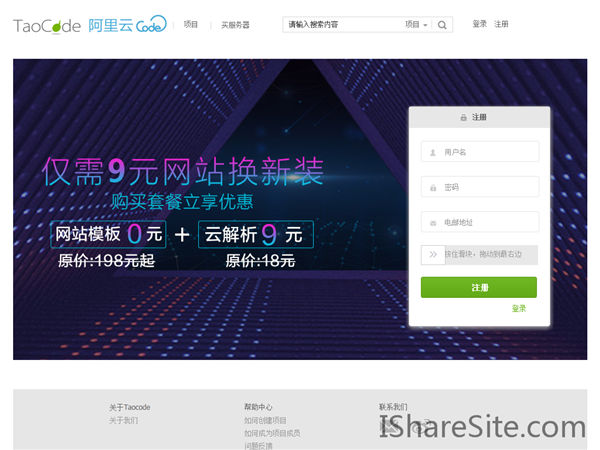 TaoCode 阿里云 Code 项目 买服务器 请输入搜索内容 项目 登录 注册
仅需9元网站换新装
购买套餐立享优惠
网站模板 0 元 + 云解析 9 元
原价:198元起 原价:18元
注册
用户名
密码
电邮地址
按住滑块，拖动到最右边
注册
登录
关于Taocode 帮助中心 联系我们
关于我们 如何创建项目
如何成为项目成员
问题反馈
IShareSite.com